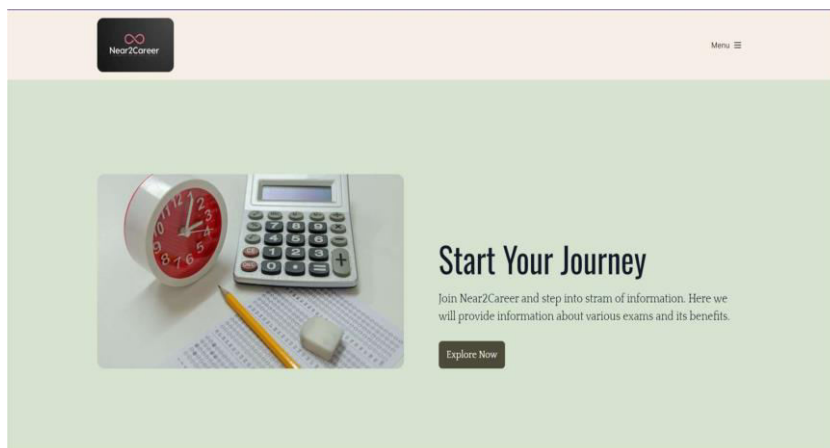 Near2Career
Menu
Start Your Journey
Join Near2Career and step into stram of information. Here we
will provide information about various exams and its benefits.
Explore Now